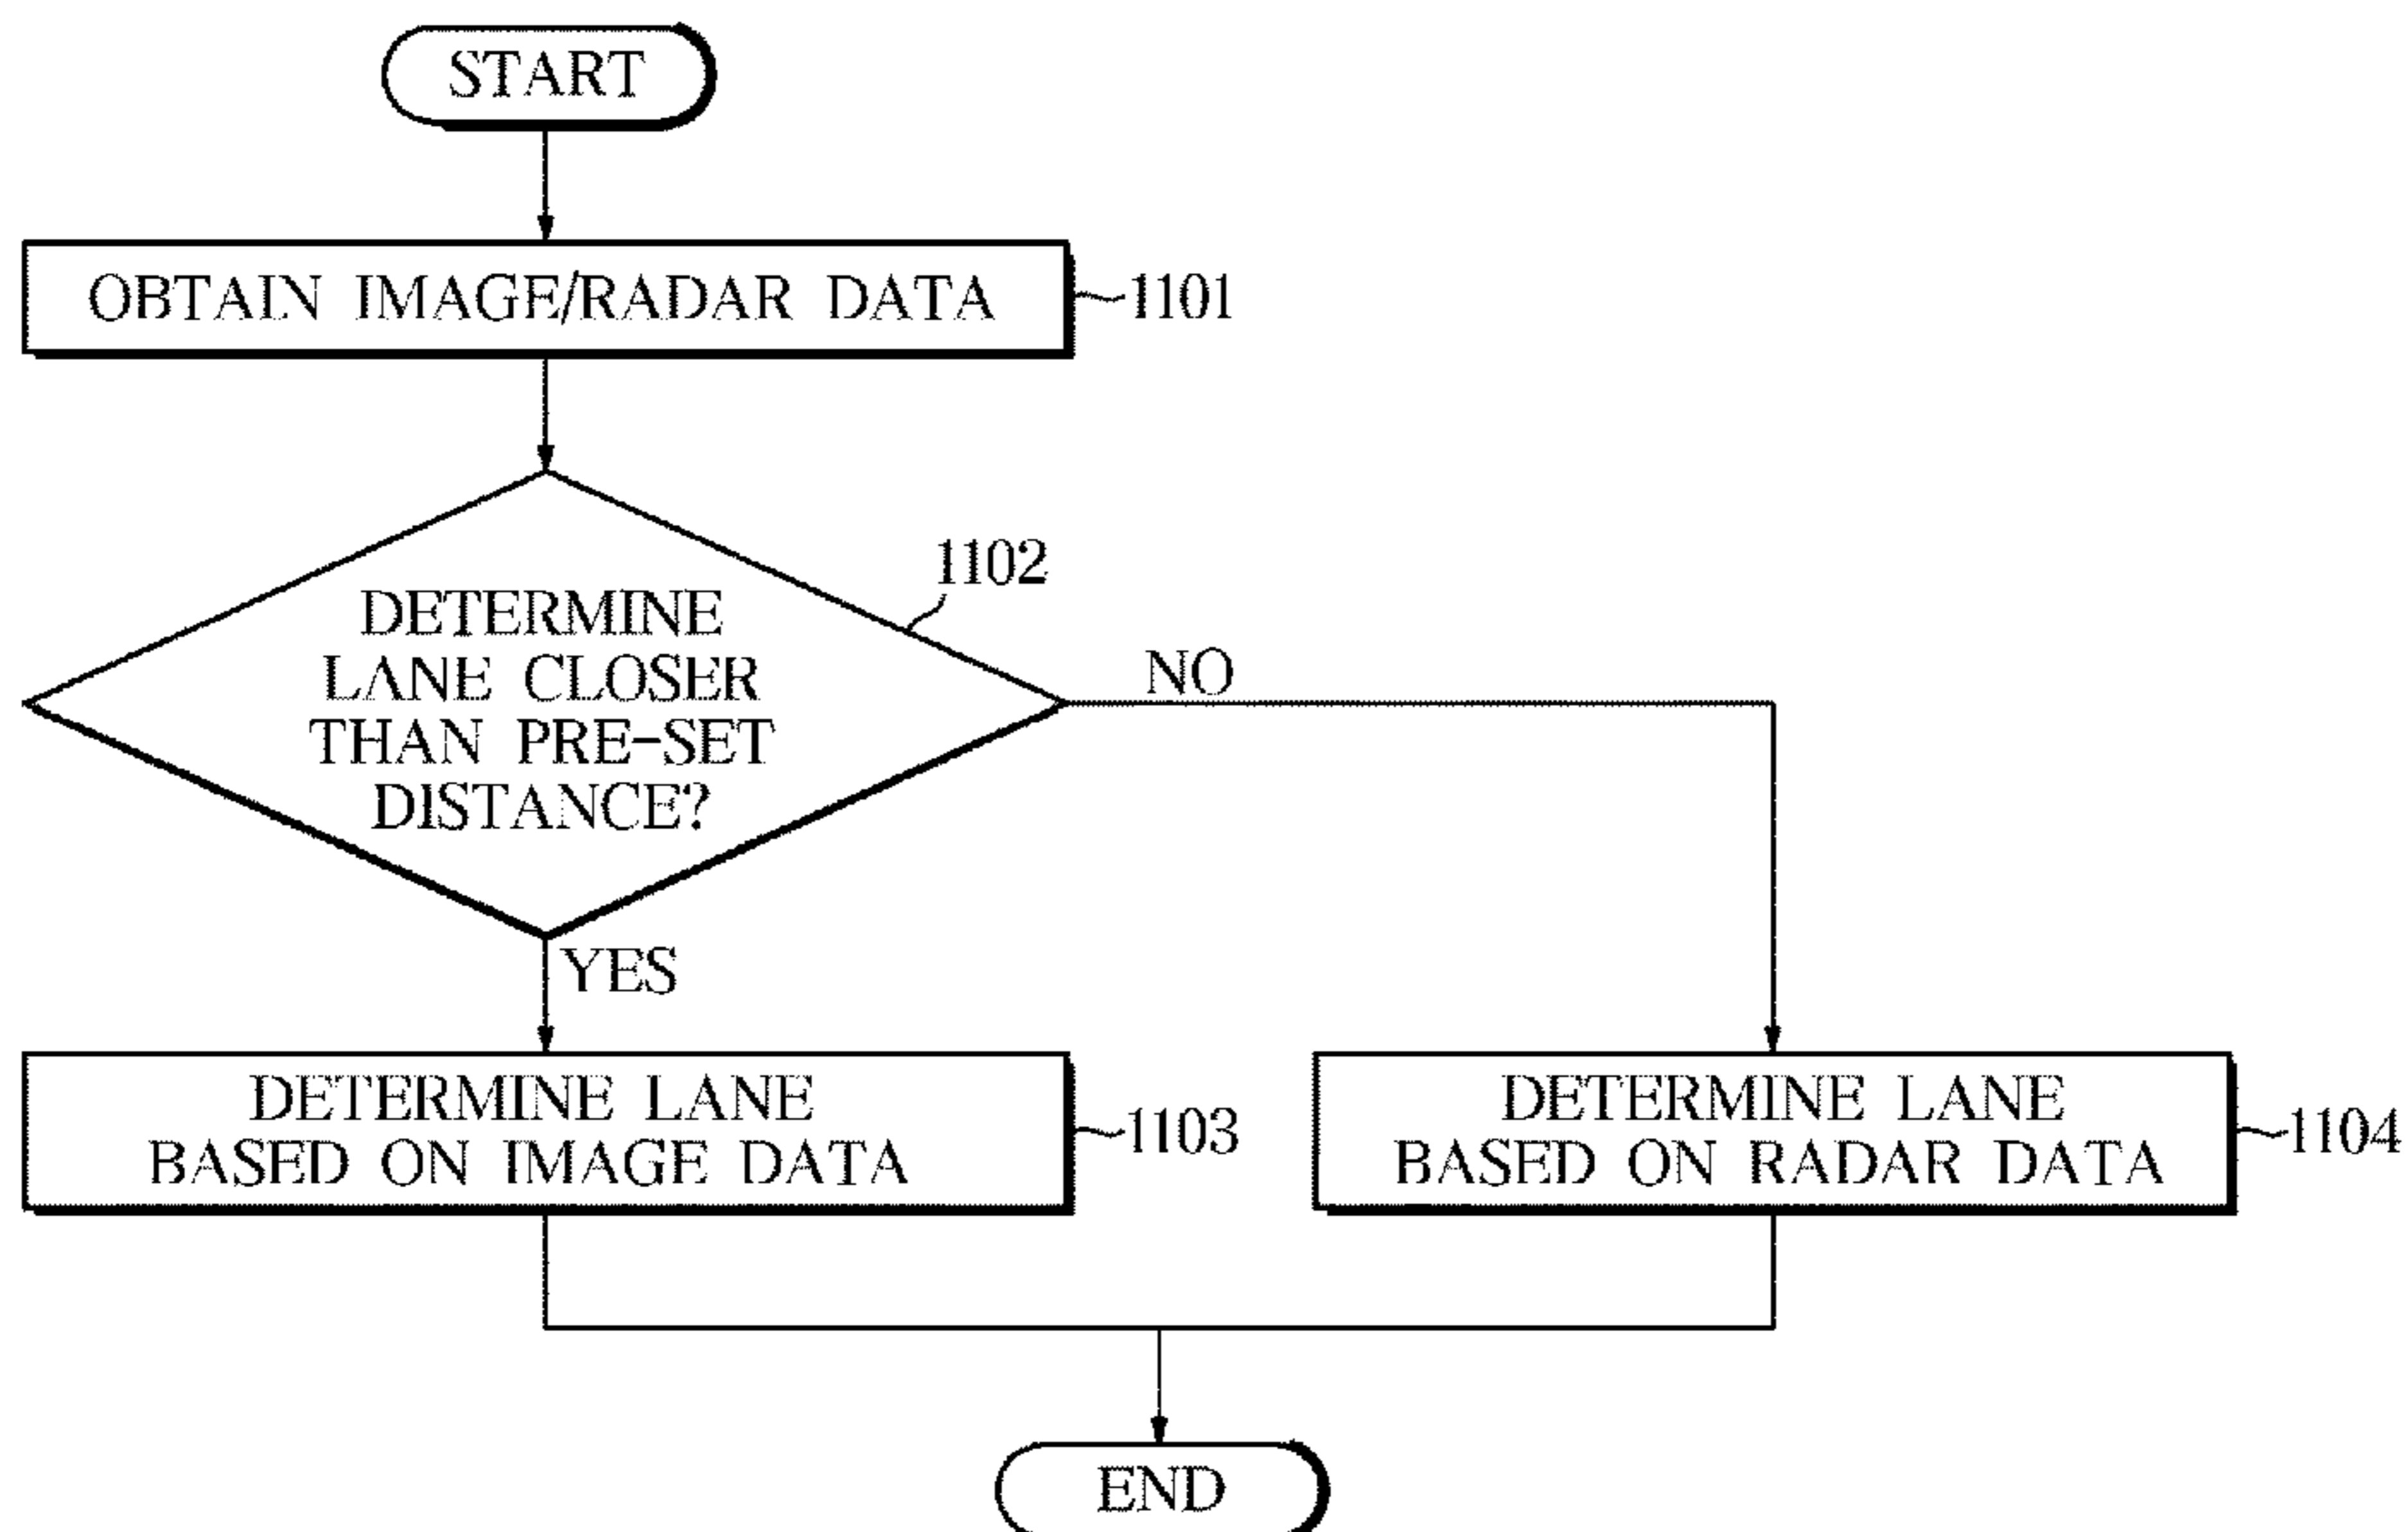 START
OBTAIN IMAGE/RADAR DATA
1101
1102
DETERMINE
LANE CLOSER
THAN PRE-SET
DISTANCE?
NO
YES
DETERMINE LANE
BASED ON IMAGE DATA
1103
DETERMINE LANE
BASED ON RADAR DATA
1104
END